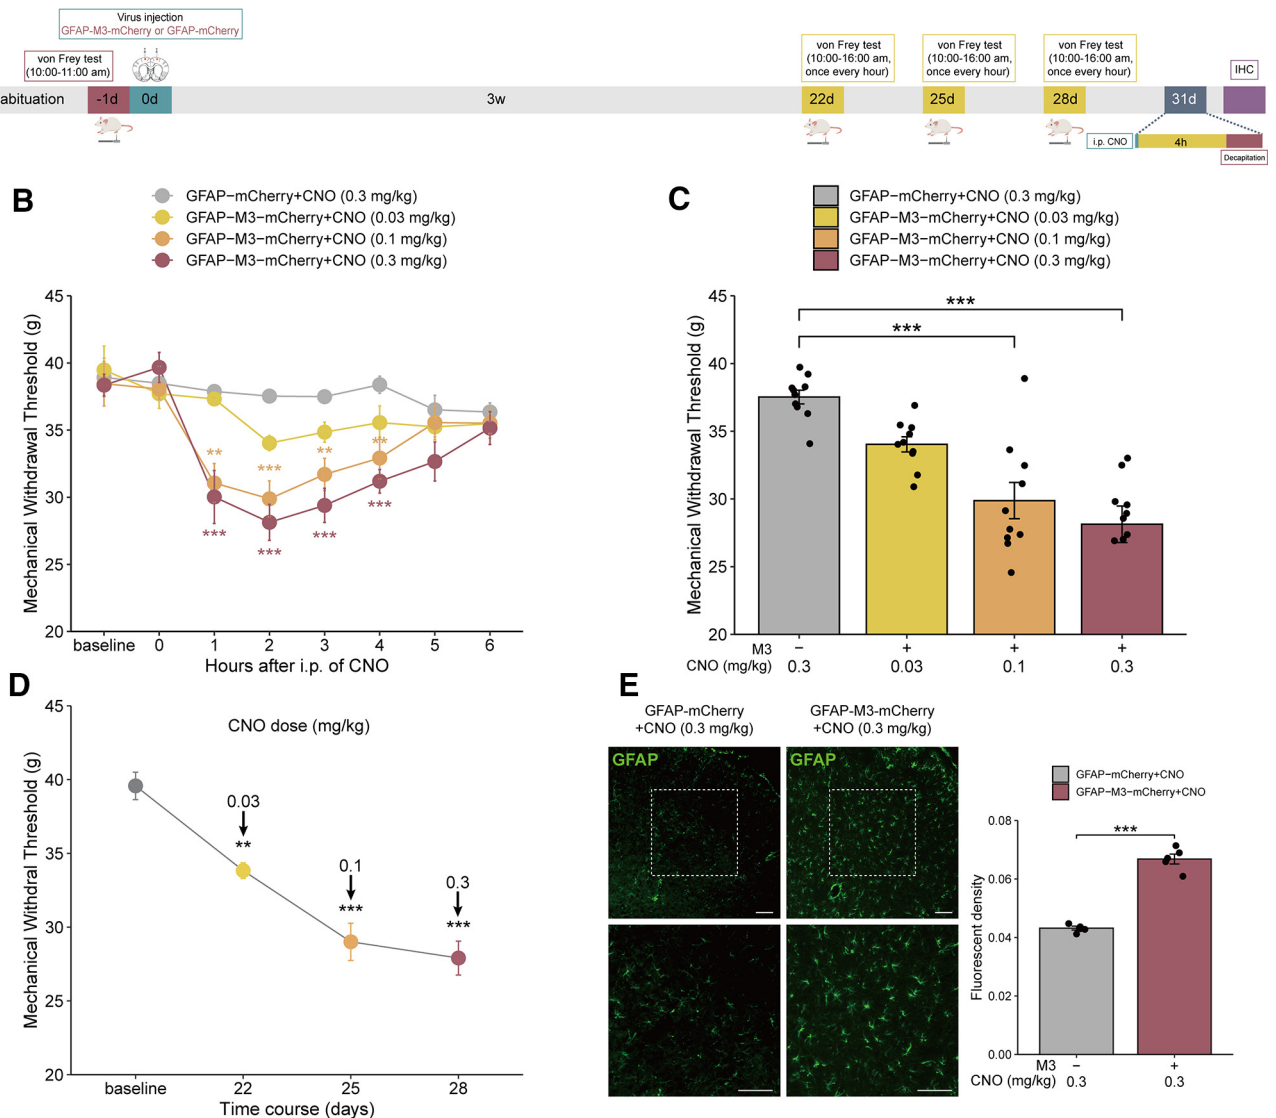 Virus injection
GFAP-M3-mCherry or GFAP-mCherry
von Frey test
(10:00-11:00 am)
von Frey test
(10:00-16:00 am,
once every hour)
von Frey test
(10:00-16:00 am,
once every hour)
von Frey test
(10:00-16:00 am,
once every hour)
IHC
abituation
-1d
0d
3w
22d
25d
28d
31d
i.p. CNO
4h
Decapitation
B
GFAP−mCherry+CNO (0.3 mg/kg)
GFAP−M3−mCherry+CNO (0.03 mg/kg)
GFAP−M3−mCherry+CNO (0.1 mg/kg)
GFAP−M3−mCherry+CNO (0.3 mg/kg)
Mechanical Withdrawal Threshold (g)
45
40
35
30
25
20
**
***
**
**
***
***
***
***
baseline 0 1 2 3 4 5 6
Hours after i.p. of CNO
C
GFAP−mCherry+CNO (0.3 mg/kg)
GFAP−M3−mCherry+CNO (0.03 mg/kg)
GFAP−M3−mCherry+CNO (0.1 mg/kg)
GFAP−M3−mCherry+CNO (0.3 mg/kg)
Mechanical Withdrawal Threshold (g)
45
40
35
30
25
20
***
***
M3 − + + +
CNO (mg/kg) 0.3 0.03 0.1 0.3
D
Mechanical Withdral Threshold (g)
45
40
35
30
25
20
CNO dose (mg/kg)
0.03
**
0.1
***
0.3
***
baseline 22 25 28
Time course (days)
E
GFAP-mCherry
+CNO (0.3 mg/kg)
GFAP-M3-mCherry
+CNO (0.3 mg/kg)
GFAP
GFAP
GFAP−mCherry+CNO
GFAP−M3−mCherry+CNO
Fluorescent density
0.08
0.06
0.04
0.02
0.00
***
M3 − +
CNO (mg/kg) 0.3 0.3